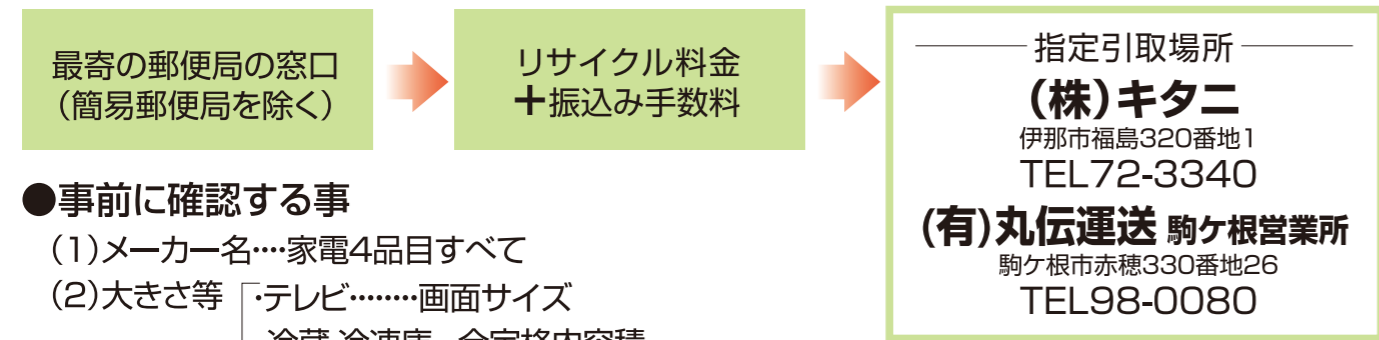 最寄の郵便局の窓口
（簡易郵便局を除く）
リサイクル料金
＋振込み手数料
指定引取場所
（株）キタニ
伊那市福島320番地1
TEL72-3340
（有）丸伝運送 駒ケ根営業所
駒ケ根市赤穂330番地26
TEL98-0080
●事前に確認する事
（1）メーカー名‥‥家電4品目すべて
（2）大きさ等 ・テレビ‥‥‥‥画面サイズ